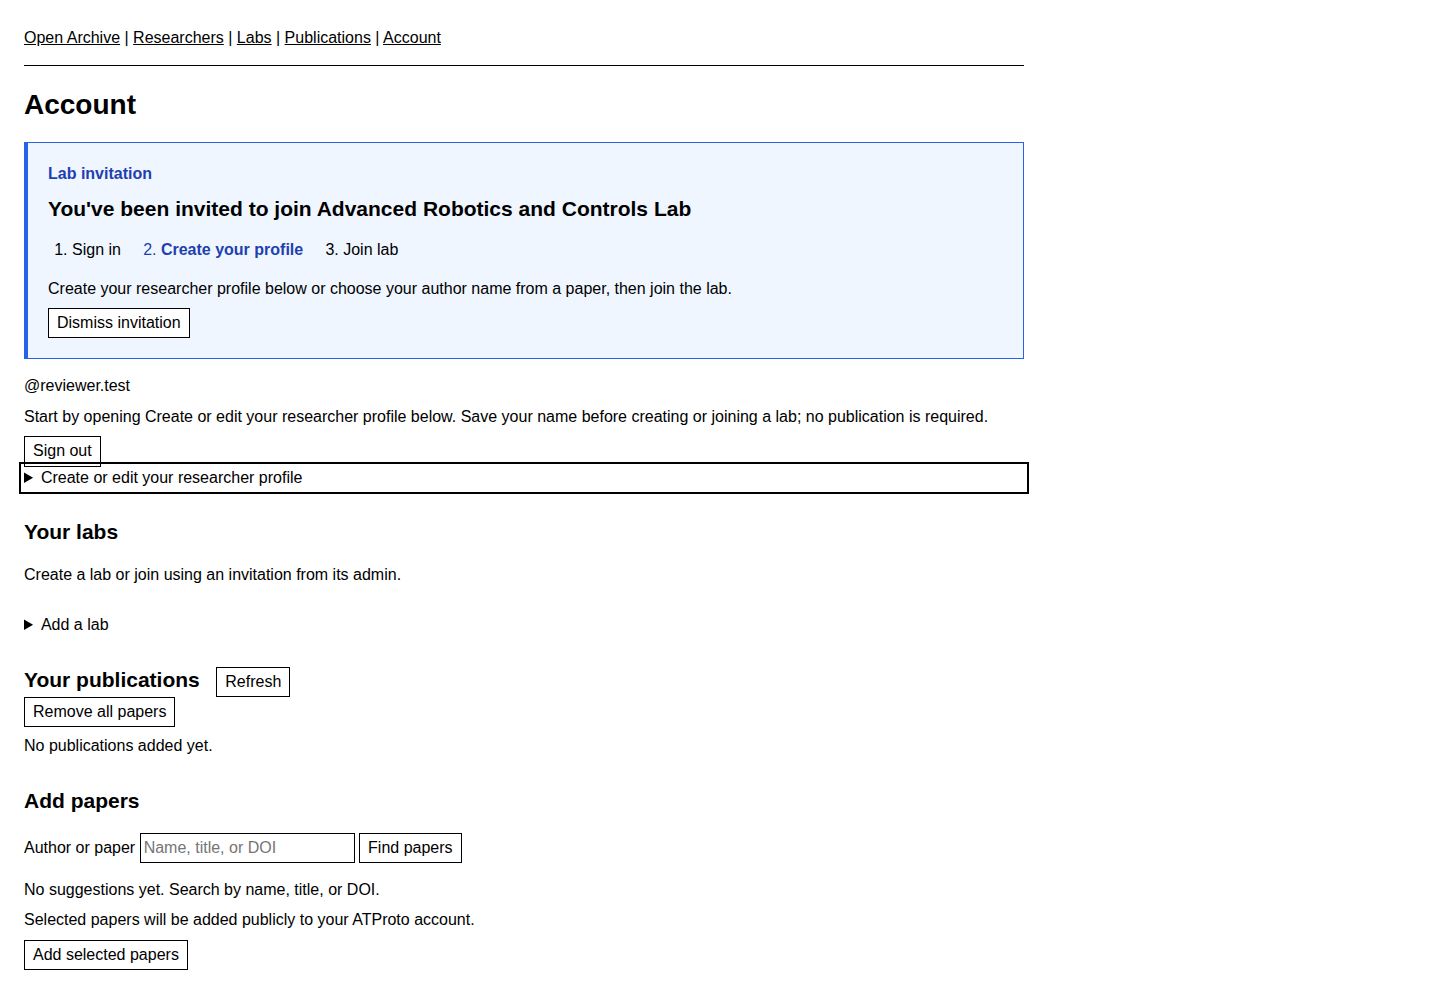 Open Archive | Researchers | Labs | Publications | Account
Account
Lab invitation
You've been invited to join Advanced Robotics and Controls Lab
1. Sign in 2. Create your profile 3. Join lab
Create your researcher profile below or choose your author name from a paper, then join the lab.
Dismiss invitation
@reviewer.test
Start by opening Create or edit your researcher profile below. Save your name before creating or joining a lab; no publication is required.
Sign out
Create or edit your researcher profile
Your labs
Create a lab or join using an invitation from its admin.
Add a lab
Your publications Refresh
Remove all papers
No publications added yet.
Add papers
Author or paper Name, title, or DOI Find papers
No suggestions yet. Search by name, title, or DOI.
Selected papers will be added publicly to your ATProto account.
Add selected papers